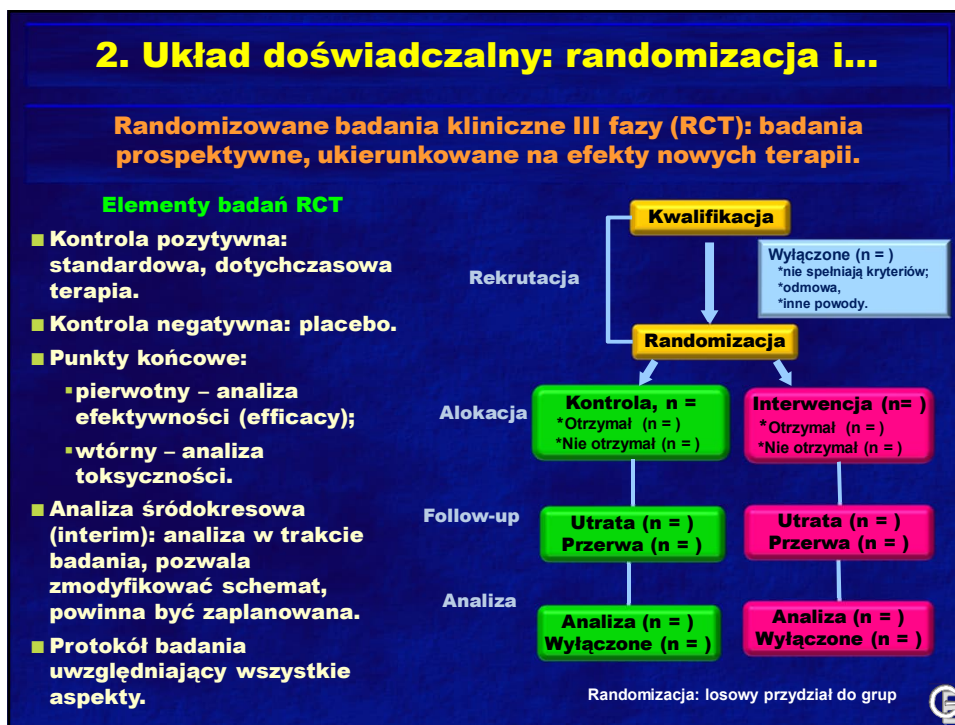 2. Układ doświadczalny: randomizacja i...
Randomizowane badania kliniczne III fazy (RCT): badania
prospektywne, ukierunkowane na efekty nowych terapii.
Elementy badań RCT
Kontrola pozytywna:
standardowa, dotychczasowa
terapia.
Kontrola negatywna: placebo.
Punkty końcowe:
pierwotny – analiza
efektywności (efficacy);
wtórny – analiza
toksyczności.
Analiza śródokresowa
(interim): analiza w trakcie
badania, pozwala
zmodyfikować schemat,
powinna być zaplanowana.
Protokół badania
uwzględniający wszystkie
aspekty.
Kwalifikacja
Rekrutacja
Wyłączone (n = )
*nie spełniają kryteriów;
*odmowa,
*inne powody.
Randomizacja
Alokacja
Kontrola, n =
*Otrzymał (n = )
*Nie otrzymał (n = )
Interwencja (n= )
*Otrzymał (n = )
*Nie otrzymał (n = )
Follow-up
Utrata (n = )
Przerwa (n = )
Utrata (n = )
Przerwa (n = )
Analiza
Analiza (n = )
Wyłączone (n = )
Analiza (n = )
Wyłączone (n = )
Randomizacja: losowy przydział do grup